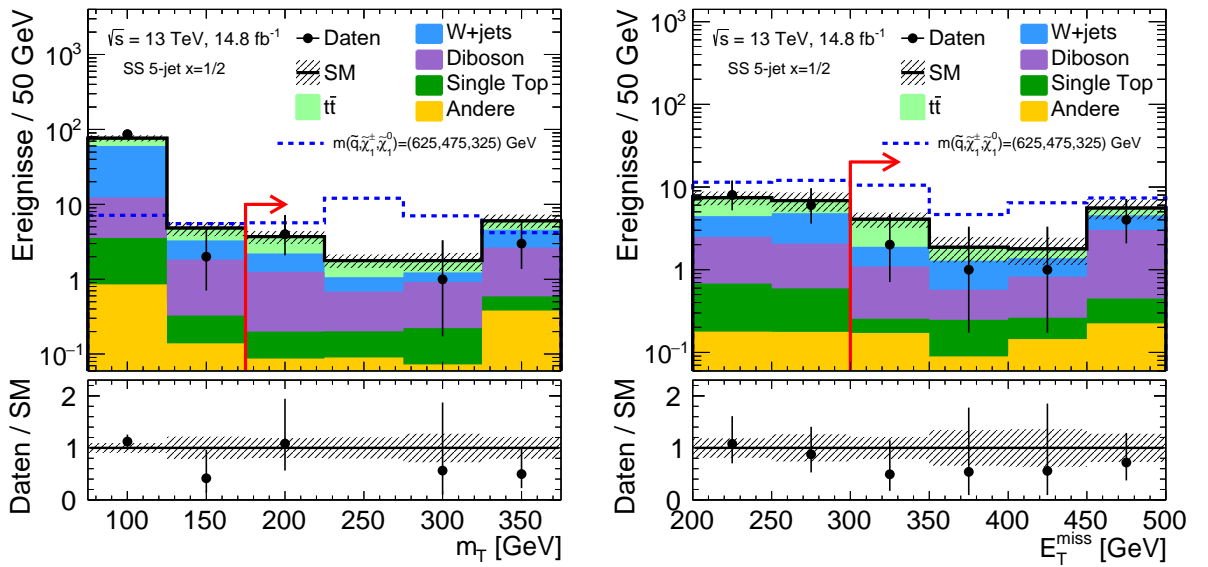 Ereignisse / 50 GeV
10³
10²
10
1
10⁻¹
√s = 13 TeV, 14.8 fb⁻¹
SS 5-jet x=1/2
Daten
SM
tt̄
W+jets
Diboson
Single Top
Andere
m(q̃,χ̃₁±,χ̃₁⁰)=(625,475,325) GeV
Daten / SM
2
1
0
100 150 200 250 300 350
m_T [GeV]
Ereignisse / 50 GeV
10³
10²
10
1
10⁻¹
√s = 13 TeV, 14.8 fb⁻¹
SS 5-jet x=1/2
Daten
SM
tt̄
W+jets
Diboson
Single Top
Andere
m(q̃,χ̃₁±,χ̃₁⁰)=(625,475,325) GeV
Daten / SM
2
1
0
200 250 300 350 400 450 500
E_T^miss [GeV]